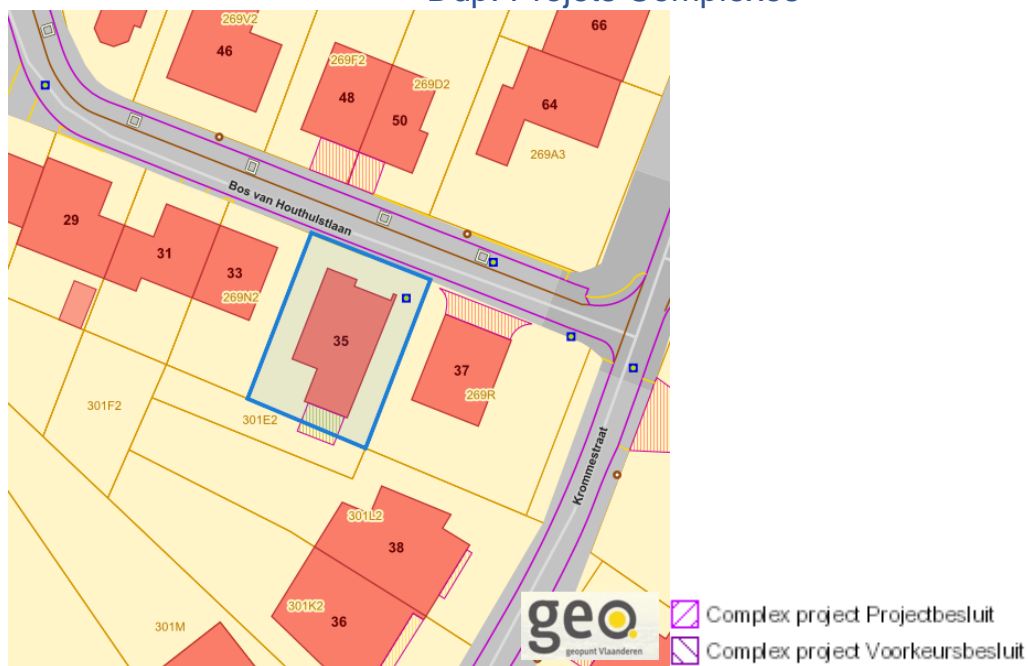 269V2
66
46
269F2
48
269D2
50
64
269A3
Bos van Houthulstlaan
29
31
33
269N2
35
37
269R
301F2
301E2
Krommestraat
301L2
38
301K2
36
301M
geo.
geopunt Vlaanderen
Complex project Projectbesluit
Complex project Voorkeursbesluit